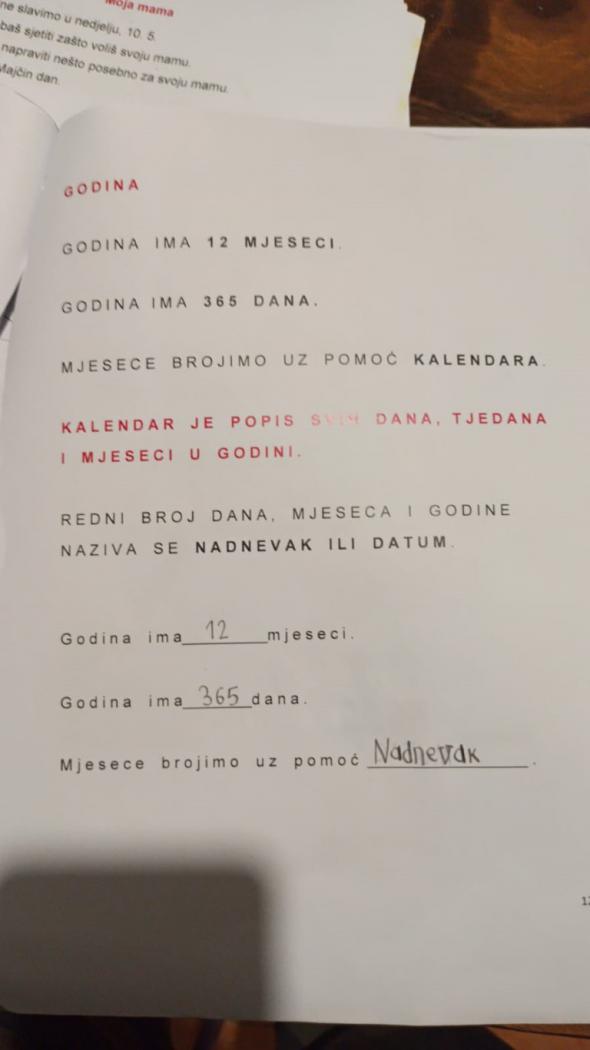 Moja mama
ne slavimo u nedjelju, 10. 5.
baš sjetiti zašto voliš svoju mamu.
napraviti nešto posebno za svoju mamu.
Majčin dan.
GODINA
GODINA IMA 12 MJESECI.
GODINA IMA 365 DANA.
MJESECE BROJIMO UZ POMOĆ KALENDARA.
KALENDAR JE POPIS SVIH DANA, TJEDANA
I MJESECI U GODINI.
REDNI BROJ DANA, MJESECA I GODINE
NAZIVA SE NADNEVAK ILI DATUM.
Godina ima 12 mjeseci.
Godina ima 365 dana.
Mjesece brojimo uz pomoć Nadnevak.